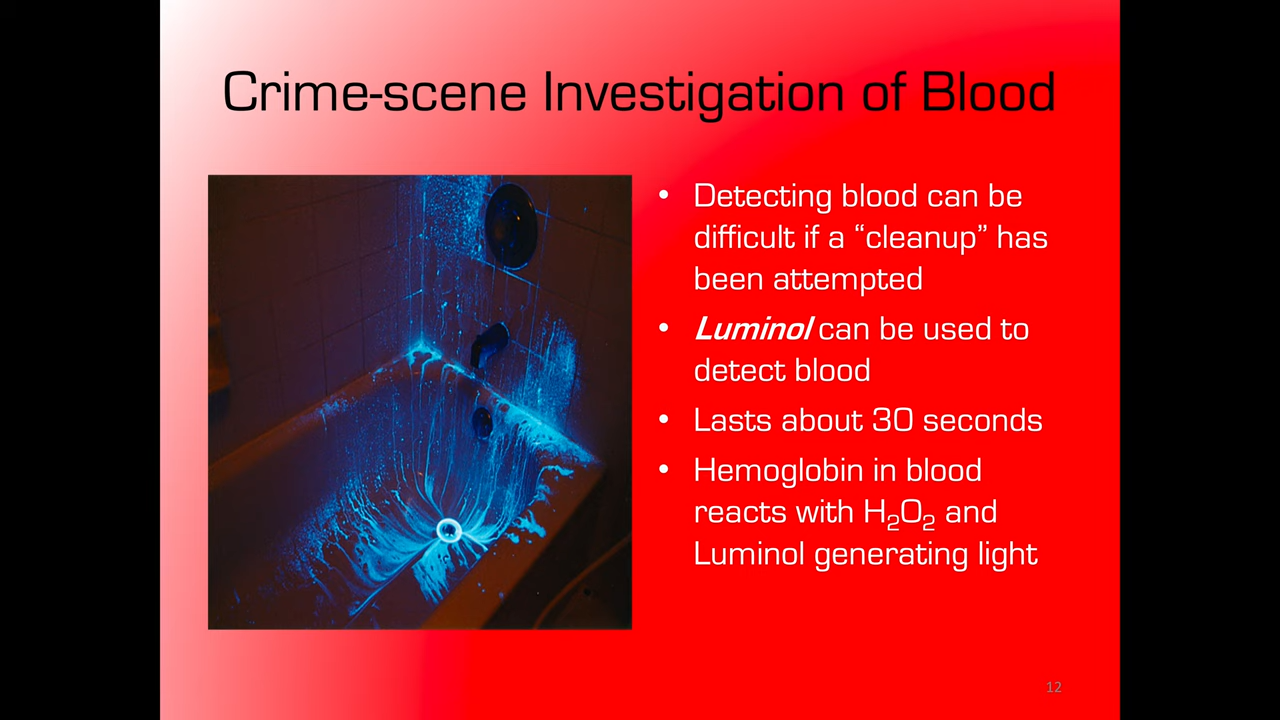 Crime-scene Investigation of Blood
• Detecting blood can be
difficult if a “cleanup” has
been attempted
• Luminol can be used to
detect blood
• Lasts about 30 seconds
• Hemoglobin in blood
reacts with H₂O₂ and
Luminol generating light
12